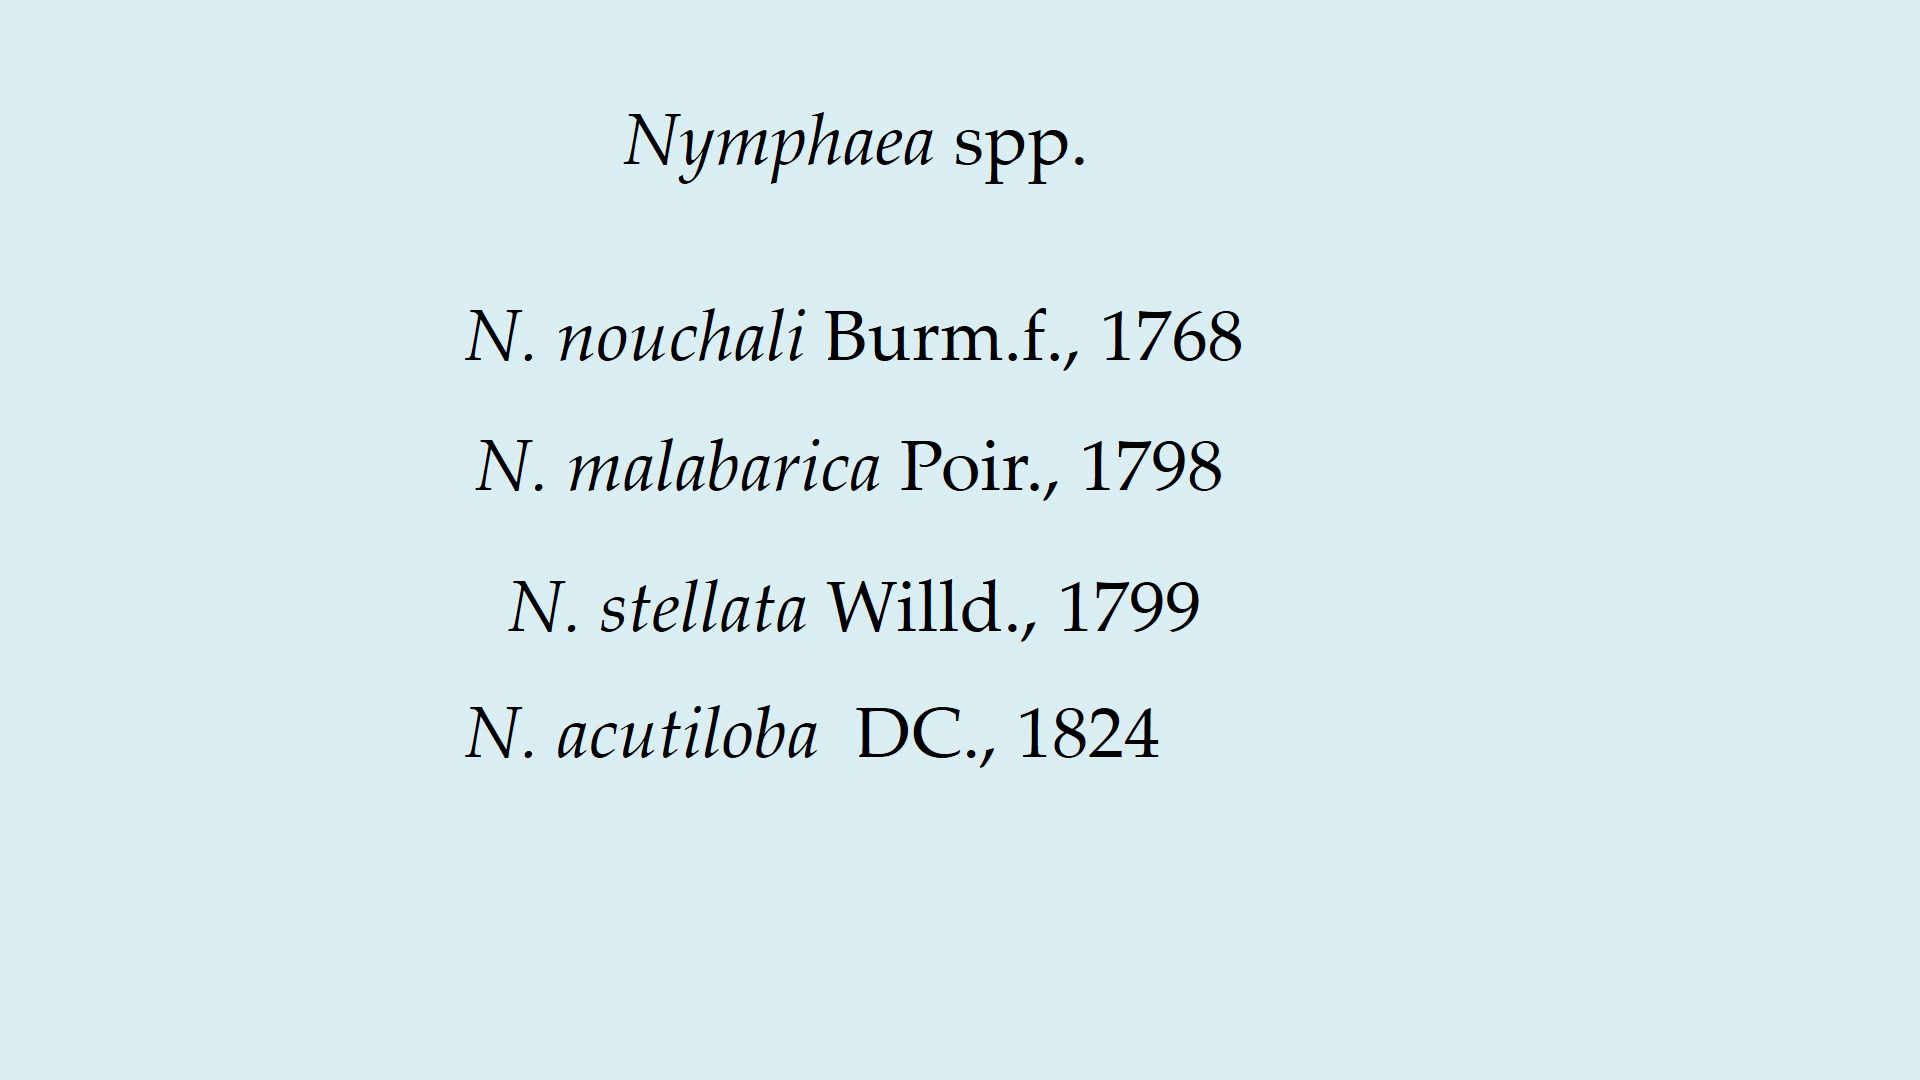 Nymphaea spp.
N. nouchali Burm.f., 1768
N. malabarica Poir., 1798
N. stellata Willd., 1799
N. acutiloba DC., 1824